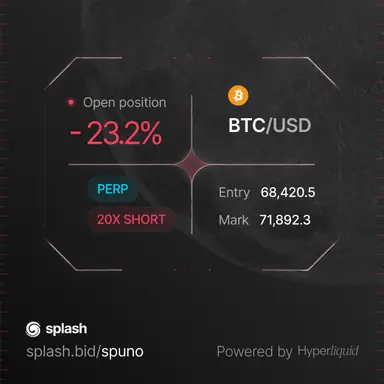 Open position
-23.2%
BTC/USD
PERP
20X SHORT
Entry 68,420.5
Mark 71,892.3
splash
splash.bid/spuno
Powered by Hyperliquid